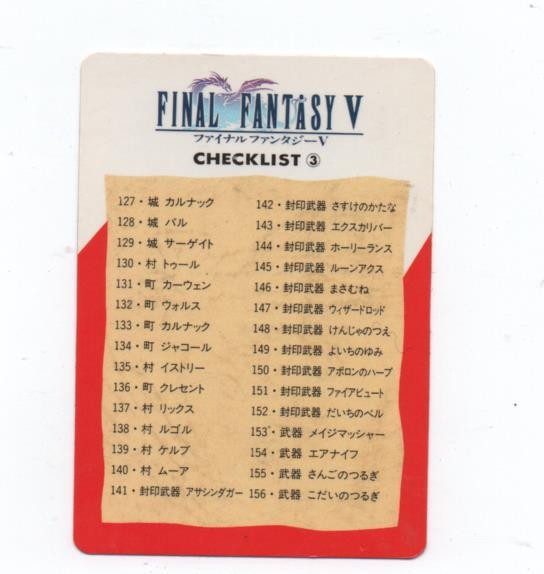 FINAL FANTASY V
ファイナルファンタジーV
CHECKLIST ③
127・城 カルナック
128・城 バル
129・城 サーゲイト
130・村 トゥール
131・町 カーウェン
132・町 ウォルス
133・町 カルナック
134・町 ジャコール
135・村 イストリー
136・町 クレセント
137・村 リックス
138・村 ルゴル
139・村 ケルブ
140・村 ムーア
141・封印武器 アサシンダガー
142・封印武器 さすけのかたな
143・封印武器 エクスカリバー
144・封印武器 ホーリーランス
145・封印武器 ルーンアクス
146・封印武器 まさむね
147・封印武器 ウィザードロッド
148・封印武器 けんじゃのつえ
149・封印武器 よいちのゆみ
150・封印武器 アポロンのハープ
151・封印武器 ファイアビュート
152・封印武器 だいちのベル
153・武器 メイジマッシャー
154・武器 エアナイフ
155・武器 さんごのつるぎ
156・武器 こだいのつるぎ